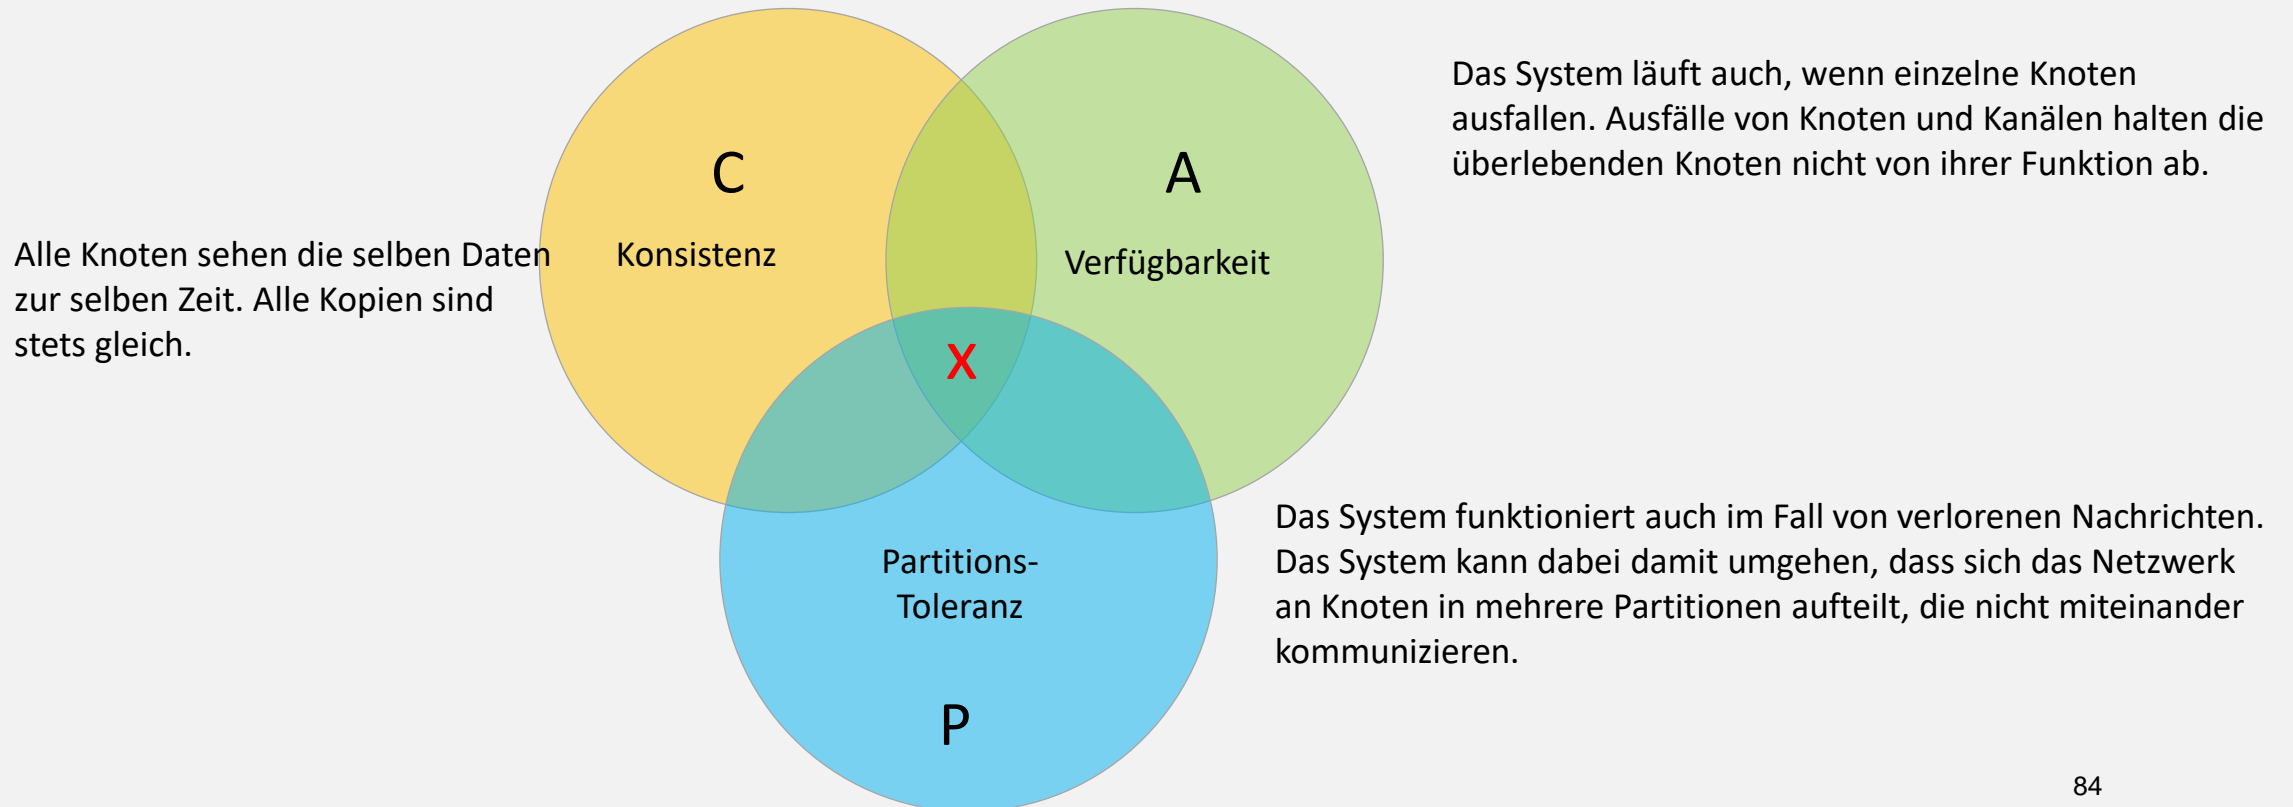 C
Konsistenz
Alle Knoten sehen die selben Daten
zur selben Zeit. Alle Kopien sind
stets gleich.
A
Verfügbarkeit
Das System läuft auch, wenn einzelne Knoten
ausfallen. Ausfälle von Knoten und Kanälen halten die
überlebenden Knoten nicht von ihrer Funktion ab.
X
Partitions-
Toleranz
P
Das System funktioniert auch im Fall von verlorenen Nachrichten.
Das System kann dabei damit umgehen, dass sich das Netzwerk
an Knoten in mehrere Partitionen aufteilt, die nicht miteinander
kommunizieren.
84